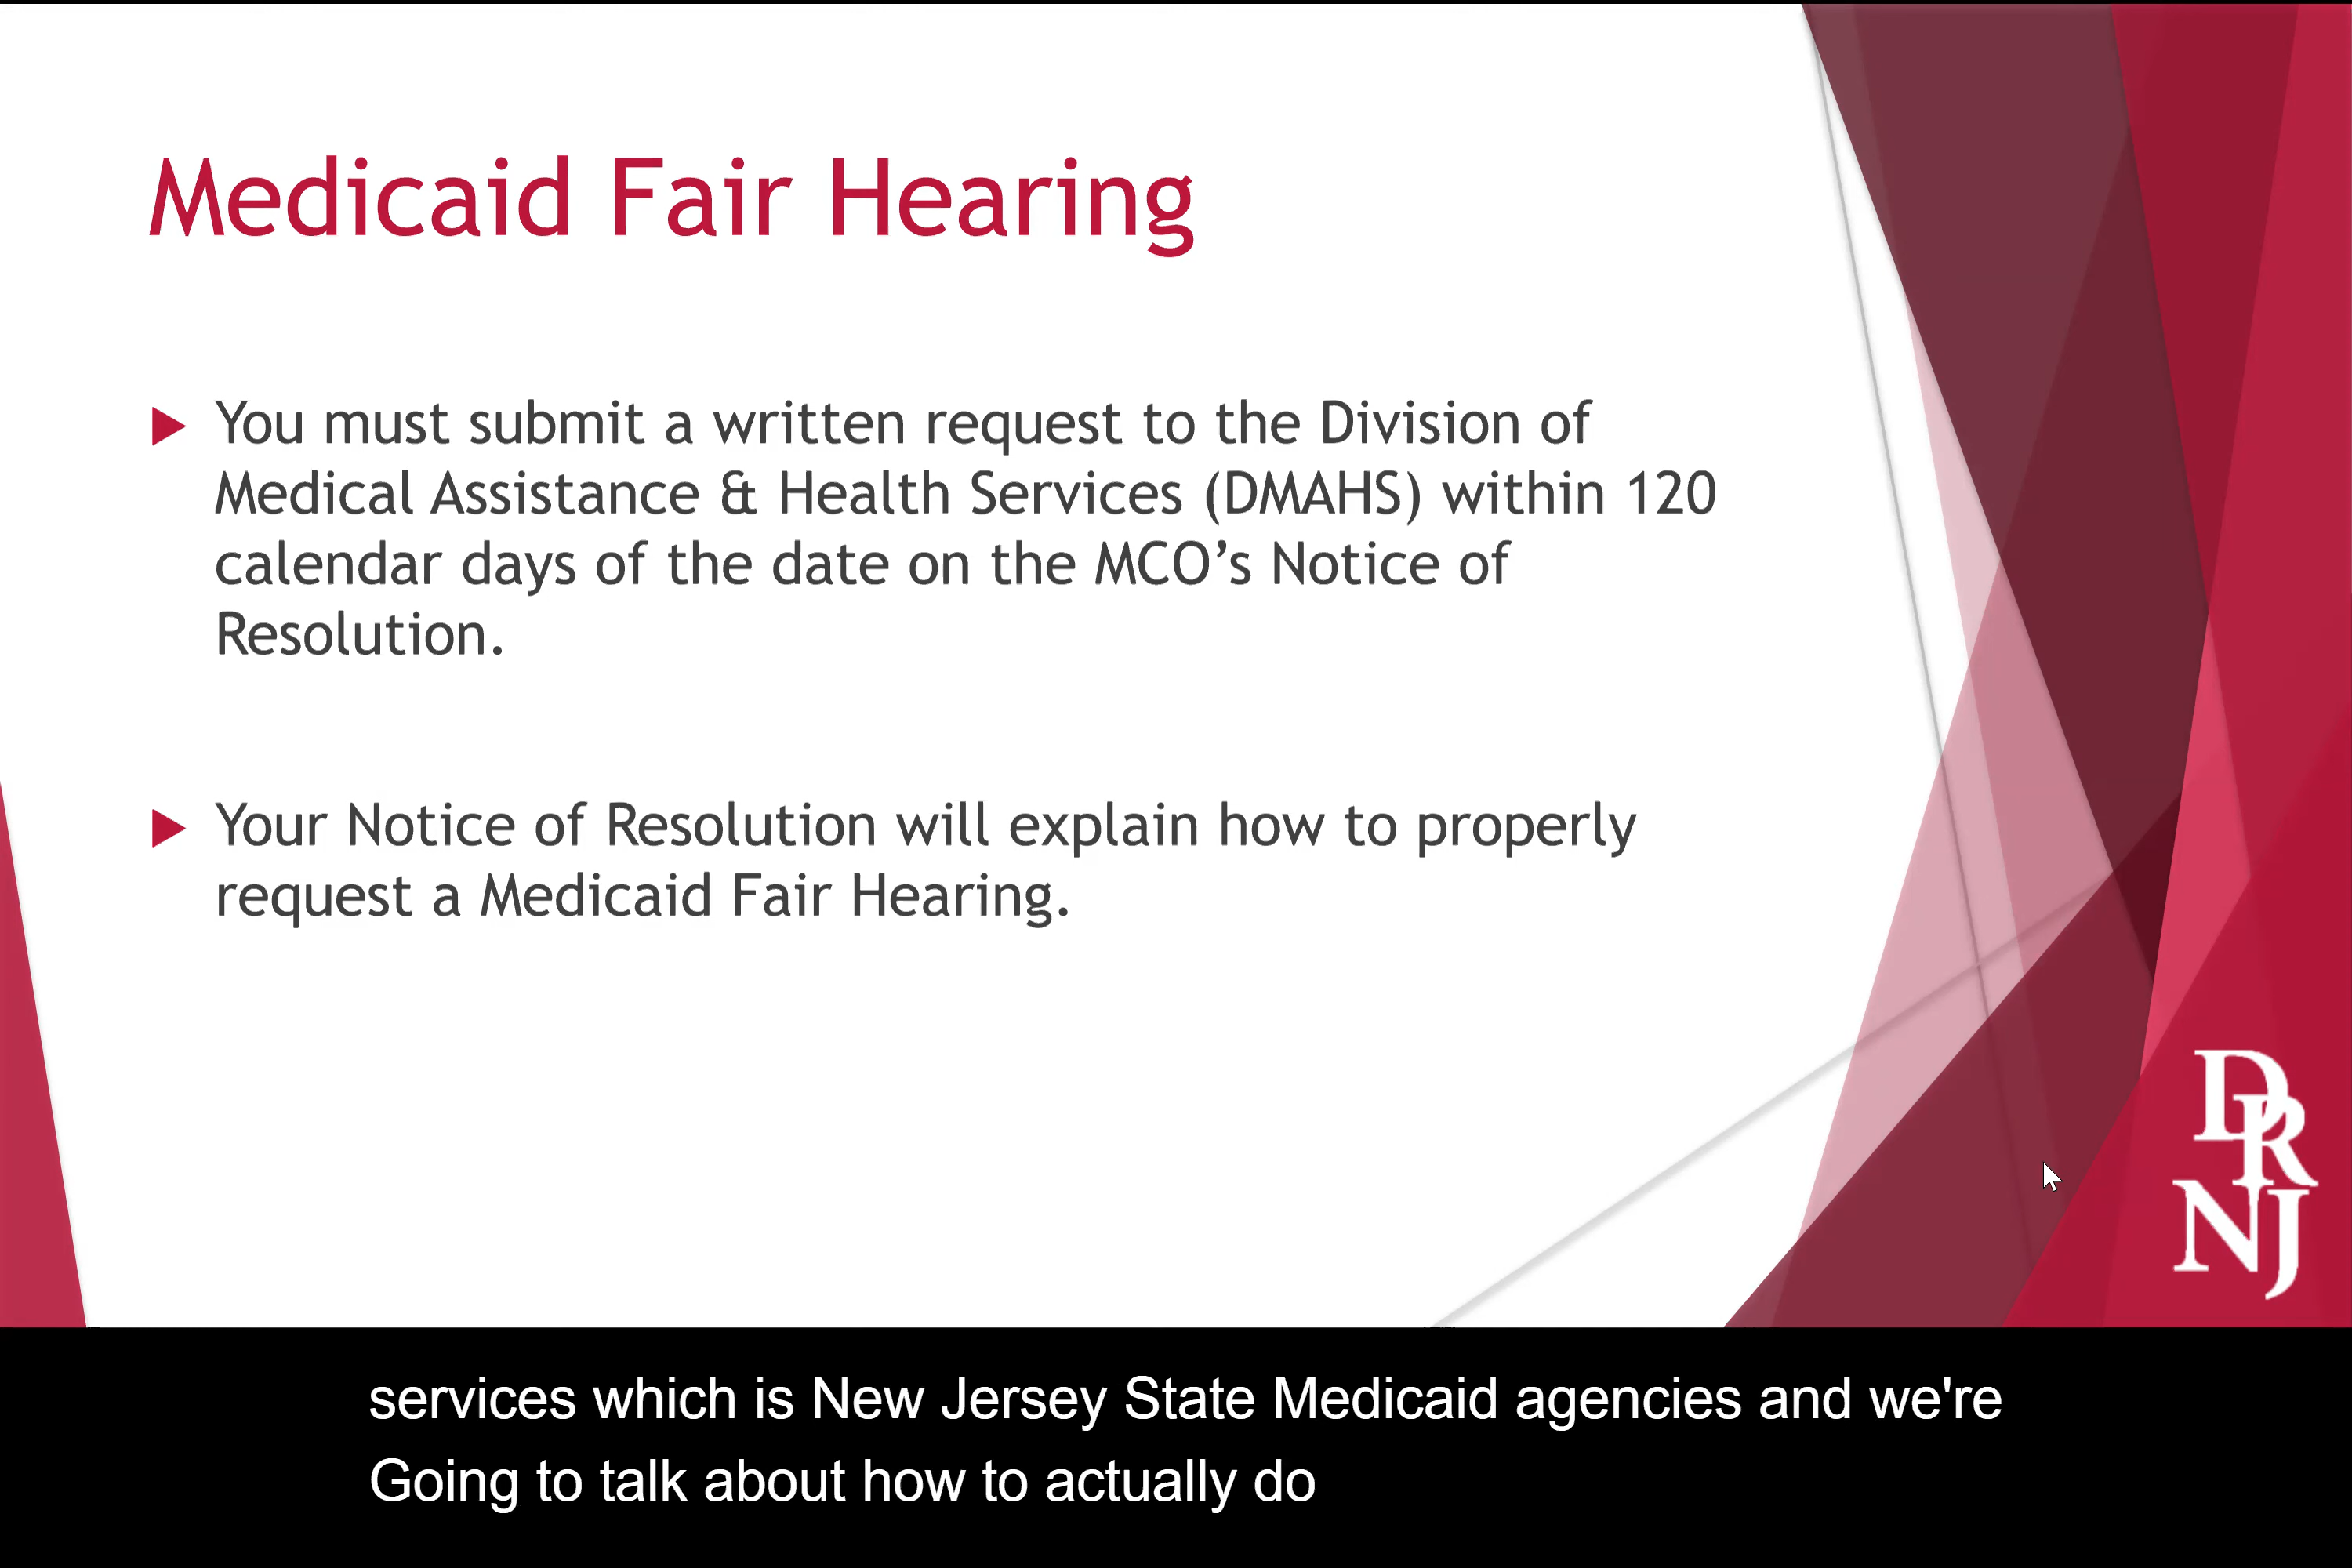 Medicaid Fair Hearing
You must submit a written request to the Division of
Medical Assistance & Health Services (DMAHS) within 120
calendar days of the date on the MCO’s Notice of
Resolution.
Your Notice of Resolution will explain how to properly
request a Medicaid Fair Hearing.
DR
NJ
services which is New Jersey State Medicaid agencies and we're
Going to talk about how to actually do